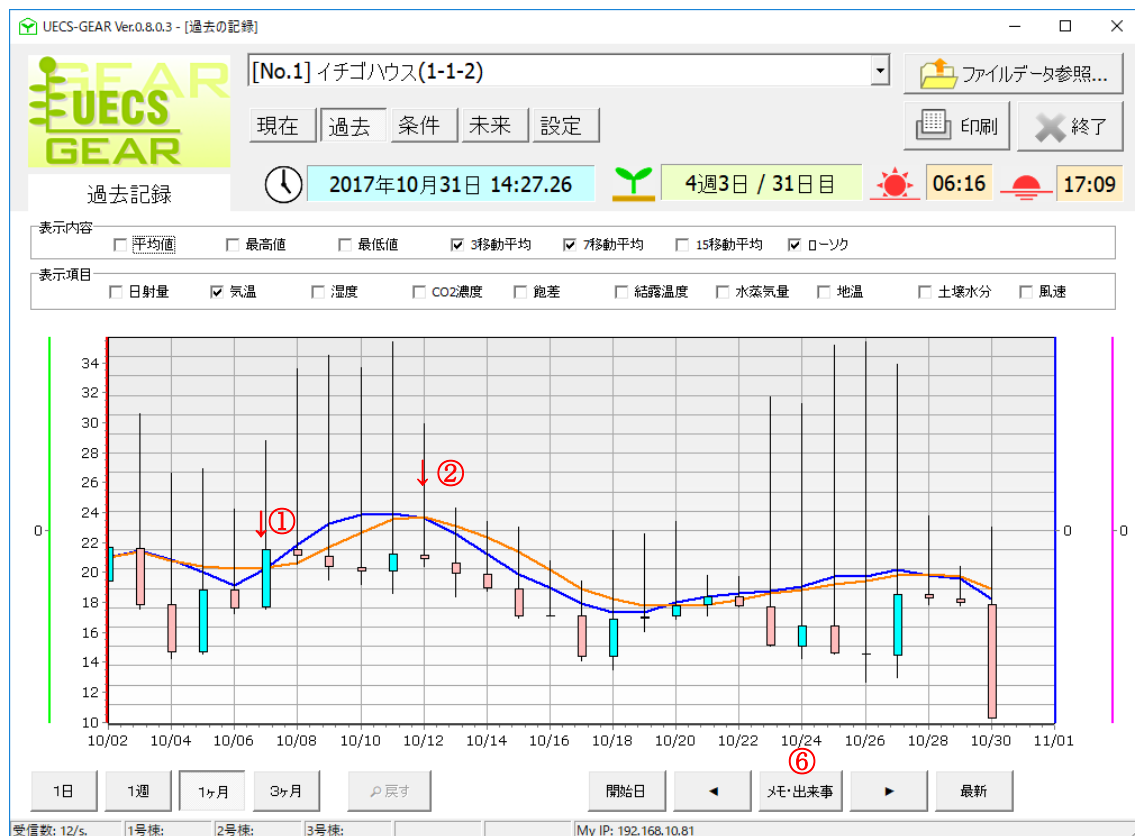 UECS-GEAR Ver.0.8.0.3 - [過去の記録]
GEAR
UECS
GEAR
過去記録
[No.1] イチゴハウス(1-1-2)
ファイルデータ参照...
現在 過去 条件 未来 設定
印刷 終了
2017年10月31日 14:27.26 4週3日 / 31日目 06:16 17:09
表示内容
平均値 最高値 最低値 3移動平均 7移動平均 15移動平均 ローソク
表示項目
日射量 気温 湿度 CO2濃度 飽差 結露温度 水蒸気量 地温 土壌水分 風速
34
32
30
28
26
24
22
20
18
16
14
12
10
0
0
0
↓①
↓②
10/02 10/04 10/06 10/08 10/10 10/12 10/14 10/16 10/18 10/20 10/22 10/24 10/26 10/28 10/30 11/01
⑥
1日 1週 1ヶ月 3ヶ月 戻す 開始日 ◄ メモ・出来事 ► 最新
受信数: 12/s. 1号棟: 2号棟: 3号棟: My IP: 192.168.10.81